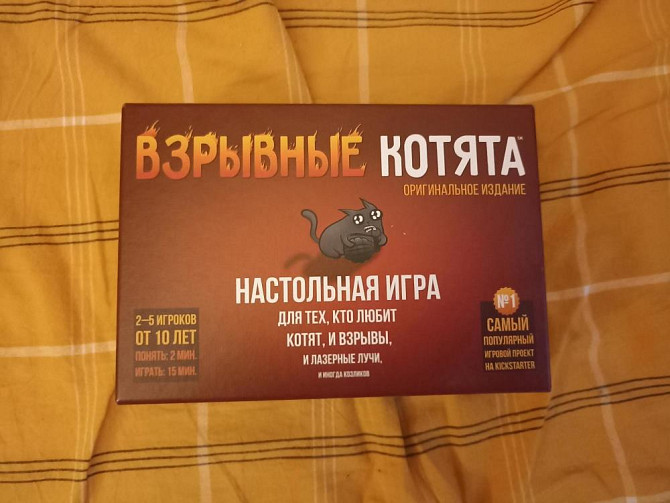 ВЗРЫВНЫЕ КОТЯТА™
ОРИГИНАЛЬНОЕ ИЗДАНИЕ
НАСТОЛЬНАЯ ИГРА
ДЛЯ ТЕХ, КТО ЛЮБИТ
КОТЯТ, И ВЗРЫВЫ,
И ЛАЗЕРНЫЕ ЛУЧИ,
И ИНОГДА КОЗЛИКОВ
2–5 ИГРОКОВ
ОТ 10 ЛЕТ
ПОНЯТЬ: 2 МИН.
ИГРАТЬ: 15 МИН.
№1
САМЫЙ
ПОПУЛЯРНЫЙ
ИГРОВОЙ ПРОЕКТ
НА KICKSTARTER